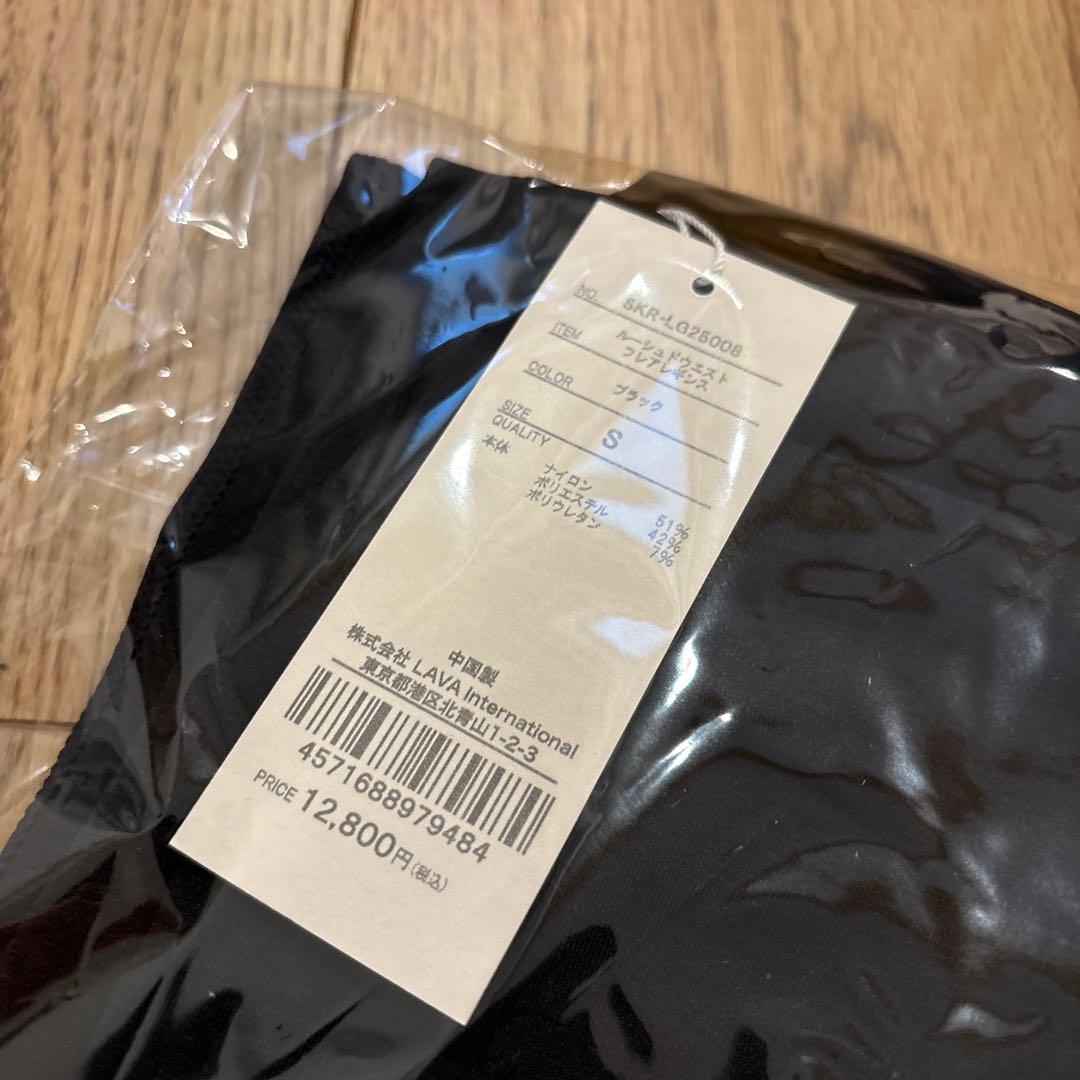 NO. SKR-LG25008
ITEM ルーシュドウエスト
フレアレギンス
COLOR ブラック
SIZE S
QUALITY
本体
ナイロン 51%
ポリエステル 42%
ポリウレタン 7%
中国製
株式会社 LAVA International
東京都港区北青山1-2-3
4571688979484
PRICE 12,800円(税込)